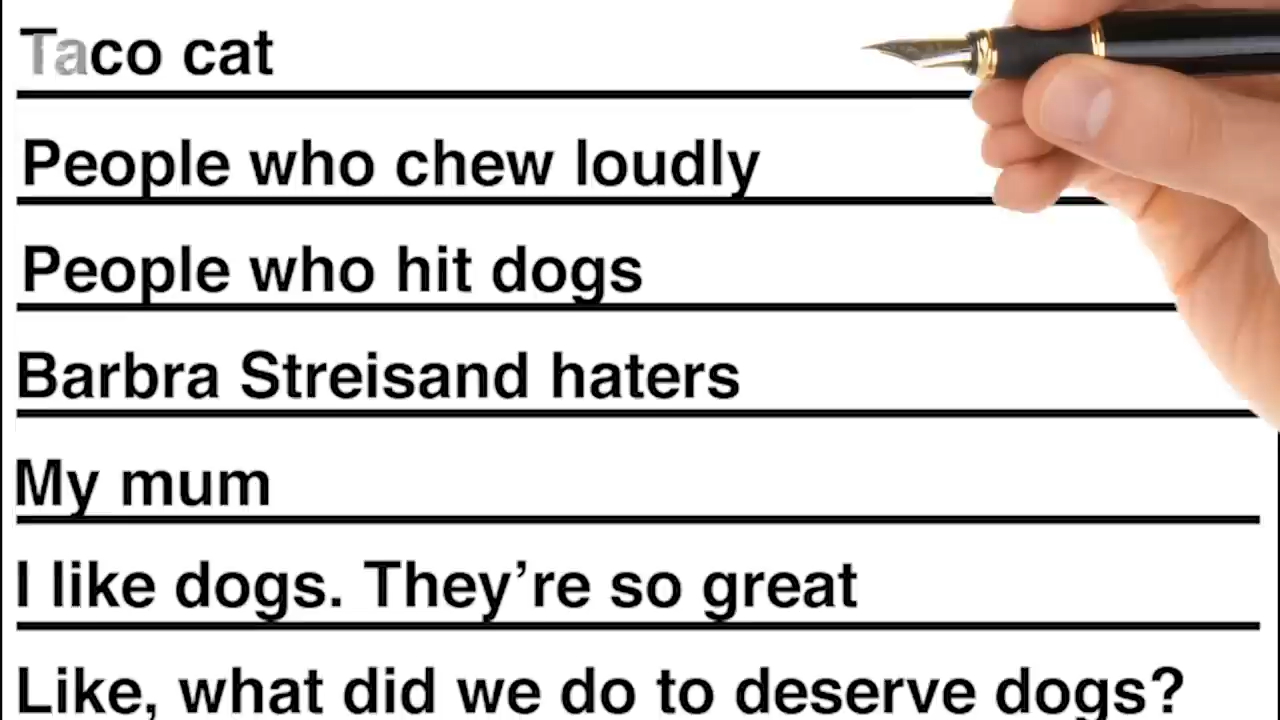 Taco cat
People who chew loudly
People who hit dogs
Barbra Streisand haters
My mum
I like dogs. They’re so great
Like, what did we do to deserve dogs?